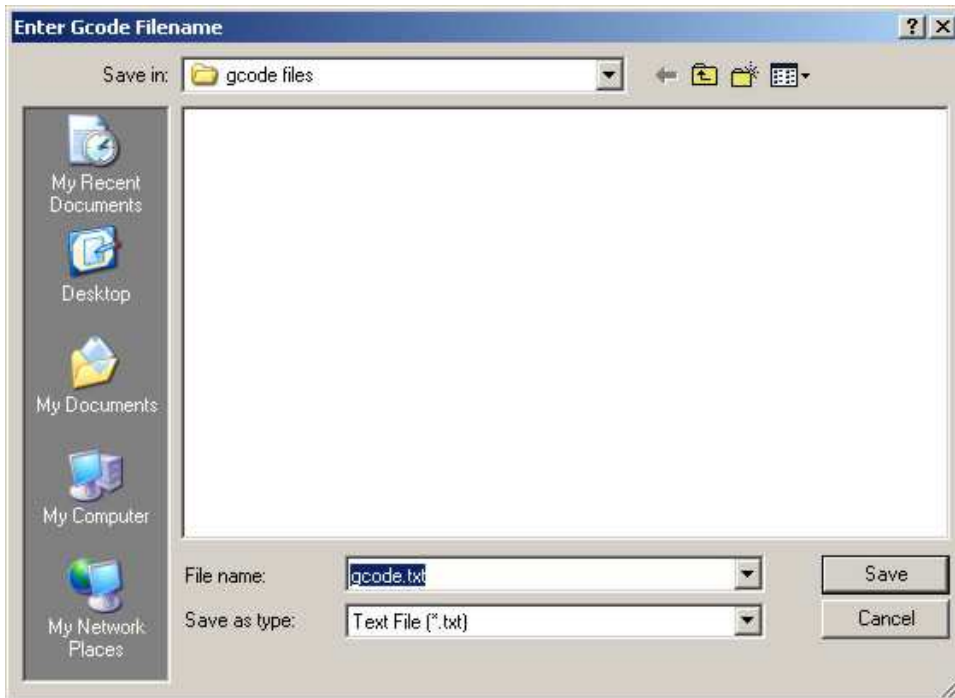 Enter Gcode Filename
Save in:
gcode files
My Recent
Documents
Desktop
My Documents
My Computer
My Network
Places
File name:
gcode.txt
Save
Save as type:
Text File (*.txt)
Cancel